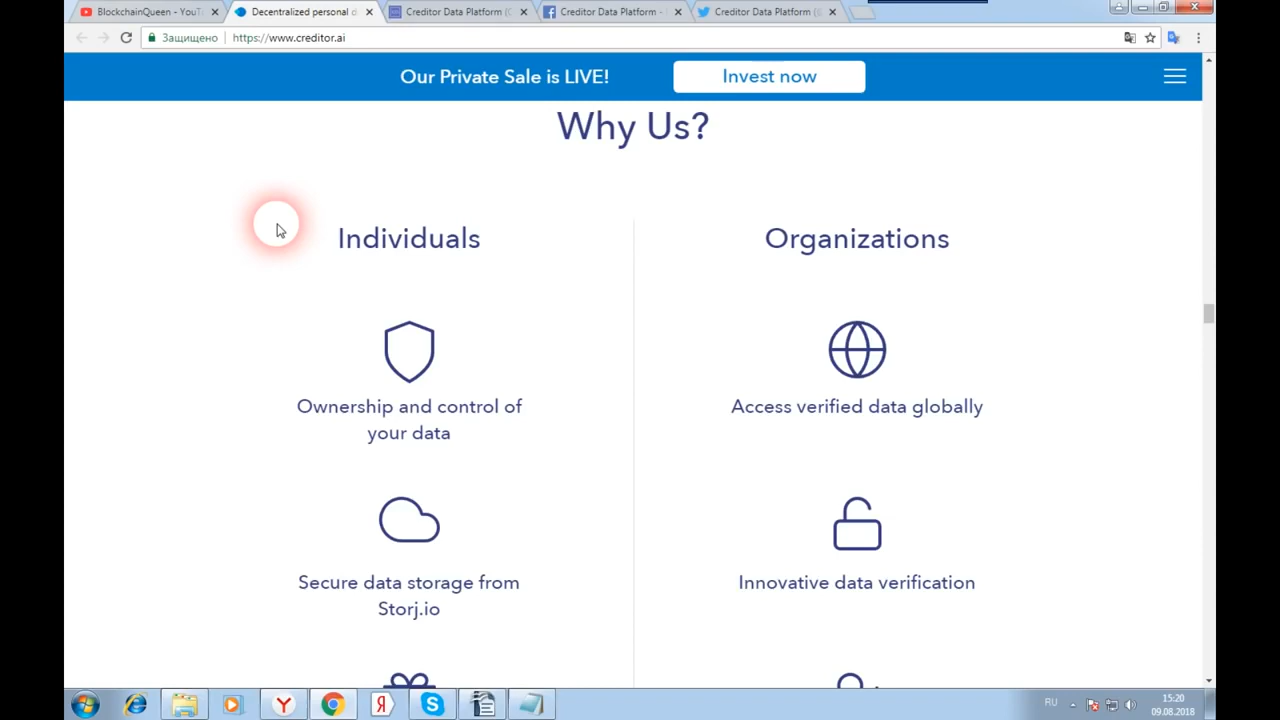 BlockchainQueen - YouT
Decentralized personal d
Creditor Data Platform (C
Creditor Data Platform -
Creditor Data Platform (
Защищено
https://www.creditor.ai
Our Private Sale is LIVE!
Invest now
Why Us?
Individuals
Organizations
Ownership and control of
your data
Access verified data globally
Secure data storage from
Storj.io
Innovative data verification
RU
15:20
09.08.2018